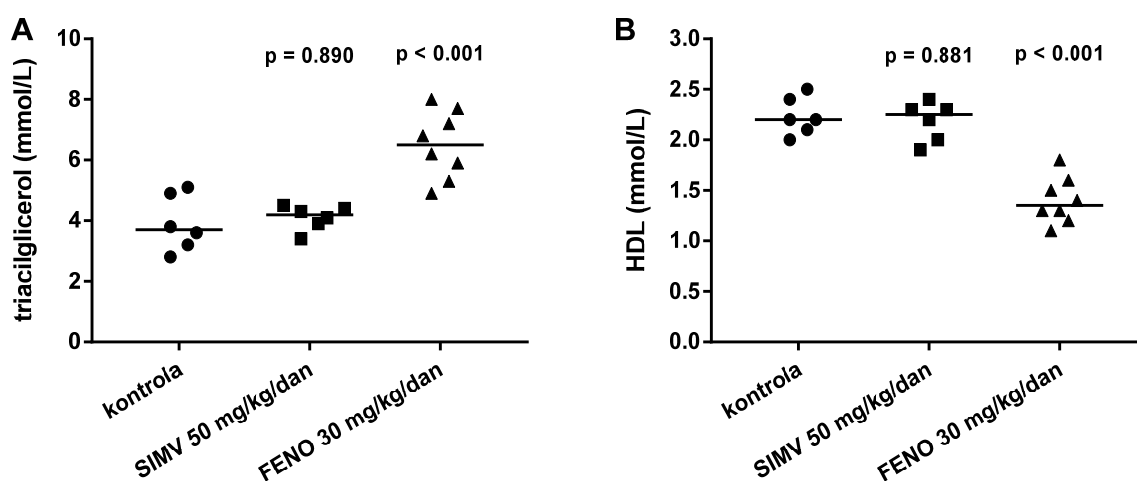 A
triacilglicerol (mmol/L)
10
8
6
4
2
0
p = 0.890
p < 0.001
kontrola
SIMV 50 mg/kg/dan
FENO 30 mg/kg/dan
B
HDL (mmol/L)
3.0
2.5
2.0
1.5
1.0
0.5
0.0
p = 0.881
p < 0.001
kontrola
SIMV 50 mg/kg/dan
FENO 30 mg/kg/dan